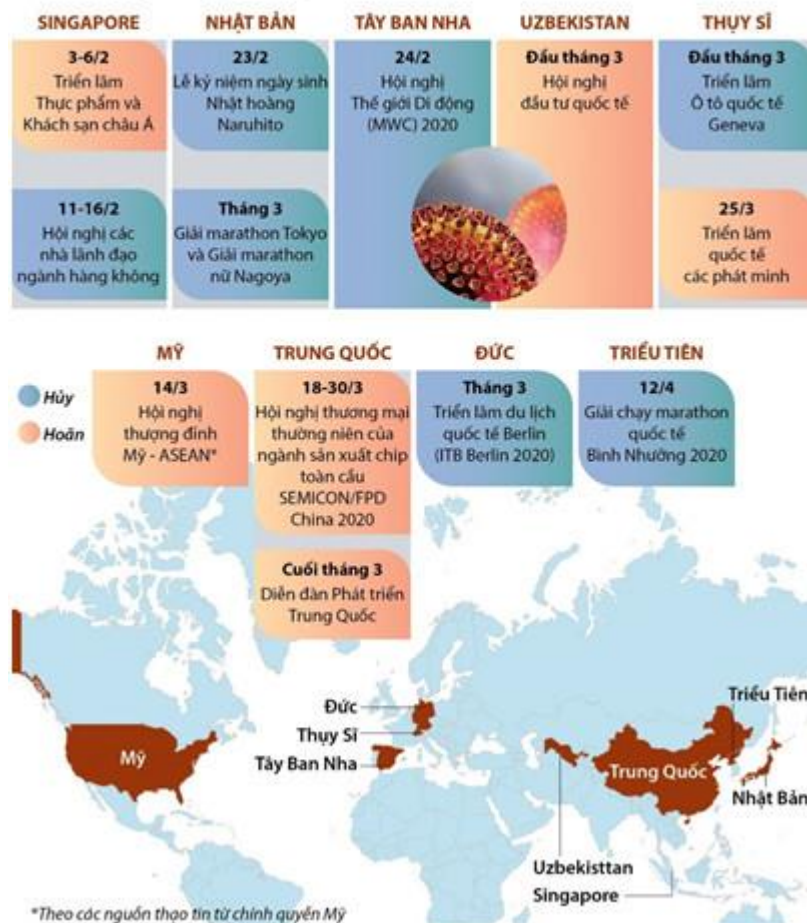 SINGAPORE
3-6/2
Triển lãm
Thực phẩm và
Khách sạn châu Á
11-16/2
Hội nghị các
nhà lãnh đạo
ngành hàng không
NHẬT BẢN
23/2
Lễ kỷ niệm ngày sinh
Nhật hoàng
Naruhito
Tháng 3
Giải marathon Tokyo
và Giải marathon
nữ Nagoya
TÂY BAN NHA
24/2
Hội nghị
Thế giới Di động
(MWC) 2020
UZBEKISTAN
Đầu tháng 3
Hội nghị
đầu tư quốc tế
THỤY SĨ
Đầu tháng 3
Triển lãm
Ô tô quốc tế
Geneva
25/3
Triển lãm
quốc tế
các phát minh
Hủy
Hoãn
MỸ
14/3
Hội nghị
thượng đỉnh
Mỹ - ASEAN*
TRUNG QUỐC
18-30/3
Hội nghị thương mại
thường niên của
ngành sản xuất chip
toàn cầu
SEMICON/FPD
China 2020
Cuối tháng 3
Diễn đàn Phát triển
Trung Quốc
ĐỨC
Tháng 3
Triển lãm du lịch
quốc tế Berlin
(ITB Berlin 2020)
TRIỀU TIÊN
12/4
Giải chạy marathon
quốc tế
Bình Nhưỡng 2020
Triều Tiên
Đức
Thụy Sĩ
Tây Ban Nha
Mỹ
Trung Quốc
Nhật Bản
Uzbekisttan
Singapore
*Theo các nguồn thạo tin từ chính quyền Mỹ